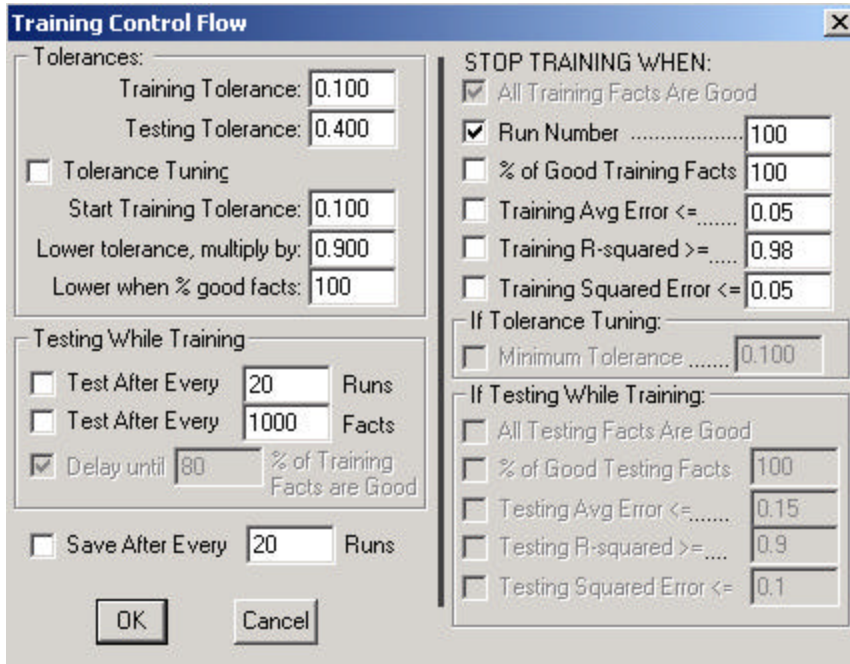 Training Control Flow
Tolerances:
Training Tolerance: 0.100
Testing Tolerance: 0.400
Tolerance Tuning
Start Training Tolerance: 0.100
Lower tolerance, multiply by: 0.900
Lower when % good facts: 100
Testing While Training
Test After Every 20 Runs
Test After Every 1000 Facts
Delay until 80 % of Training
Facts are Good
Save After Every 20 Runs
OK Cancel
STOP TRAINING WHEN:
All Training Facts Are Good
Run Number ................... 100
% of Good Training Facts 100
Training Avg Error <=...... 0.05
Training R-squared >=.... 0.98
Training Squared Error <= 0.05
If Tolerance Tuning:
Minimum Tolerance ....... 0.100
If Testing While Training:
All Testing Facts Are Good
% of Good Testing Facts 100
Testing Avg Error <=....... 0.15
Testing R-squared >=.... 0.9
Testing Squared Error <= 0.1